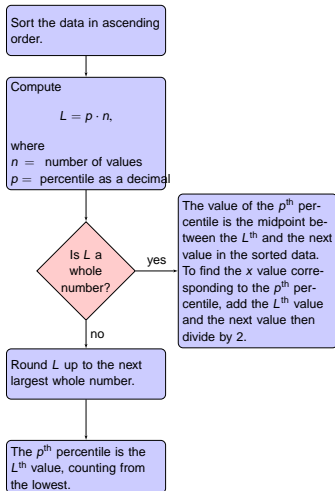 Sort the data in ascending
order.
Compute
L = p · n,
where
n = number of values
p = percentile as a decimal
Is L a
whole
number?
yes
The value of the pth per-
centile is the midpoint be-
tween the Lth and the next
value in the sorted data.
To find the x value corre-
sponding to the pth per-
centile, add the Lth value
and the next value then
divide by 2.
no
Round L up to the next
largest whole number.
The pth percentile is the
Lth value, counting from
the lowest.